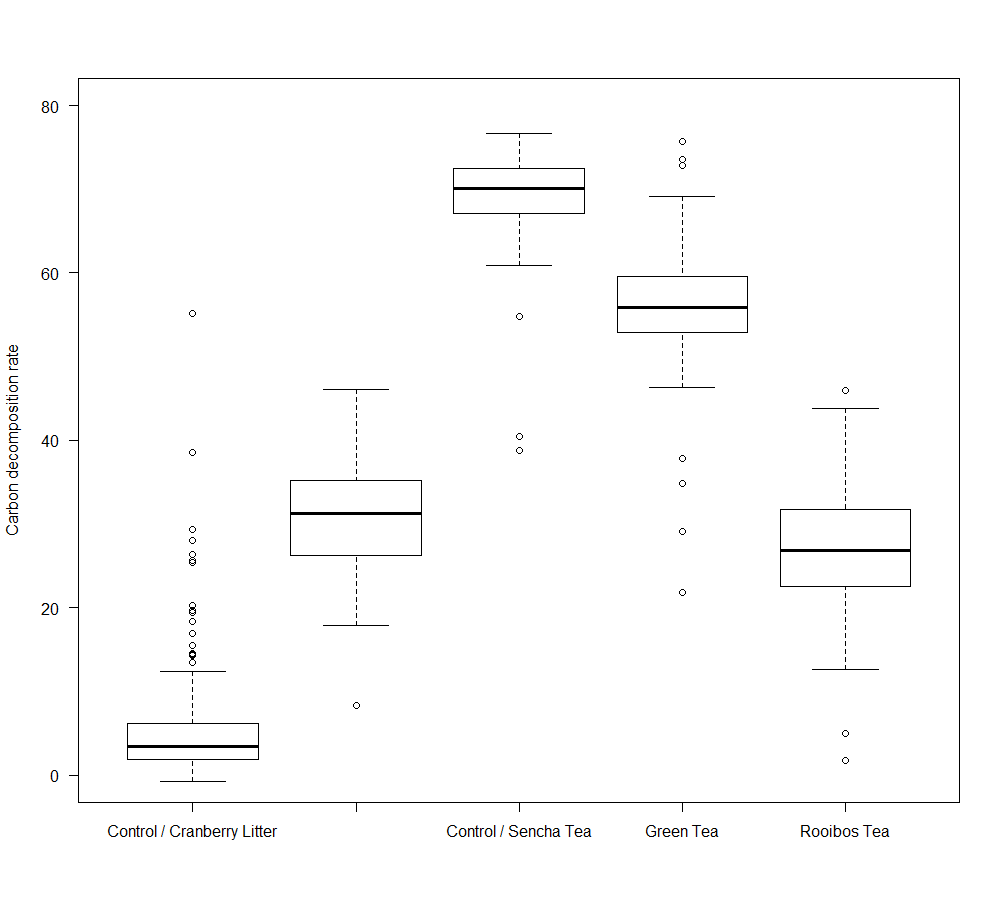 80
60
40
20
0
Carbon decomposition rate
Control / Cranberry Litter
Control / Sencha Tea
Green Tea
Rooibos Tea